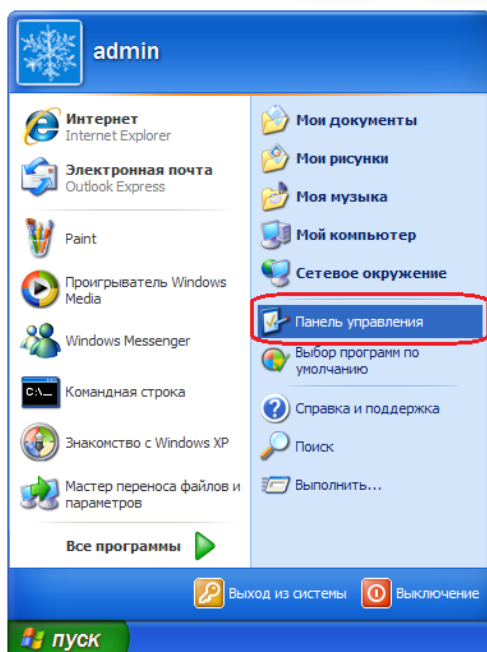 admin
Интернет
Internet Explorer
Электронная почта
Outlook Express
Paint
Проигрыватель Windows
Media
Windows Messenger
C:\_
Командная строка
Знакомство с Windows XP
Мастер переноса файлов и
параметров
Все программы
Мои документы
Мои рисунки
Моя музыка
Мой компьютер
Сетевое окружение
Панель управления
Выбор программ по
умолчанию
Справка и поддержка
Поиск
Выполнить...
Выход из системы
Выключение
пуск